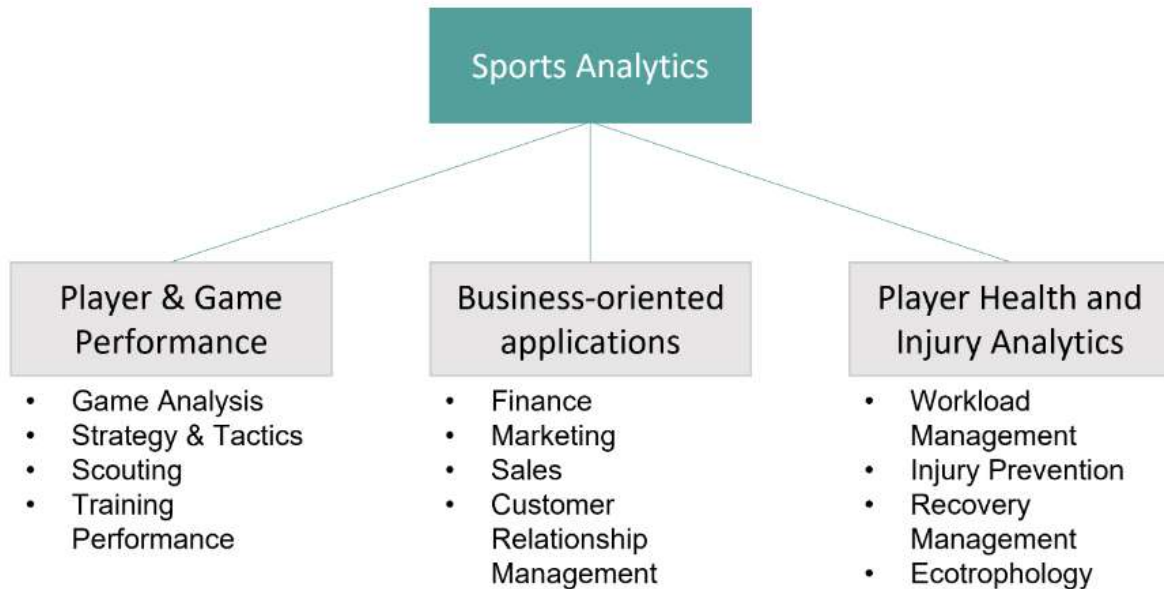 Sports Analytics
Player & Game
Performance
• Game Analysis
• Strategy & Tactics
• Scouting
• Training
Performance
Business-oriented
applications
• Finance
• Marketing
• Sales
• Customer
Relationship
Management
Player Health and
Injury Analytics
• Workload
Management
• Injury Prevention
• Recovery
Management
• Ecotrophology